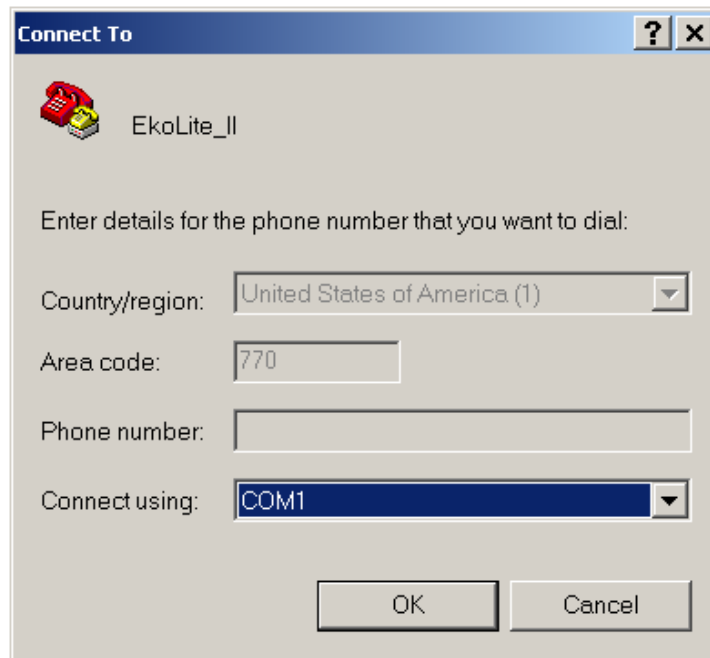 Connect To
EkoLite_II
Enter details for the phone number that you want to dial:
Country/region: United States of America (1)
Area code: 770
Phone number:
Connect using: COM1
OK Cancel